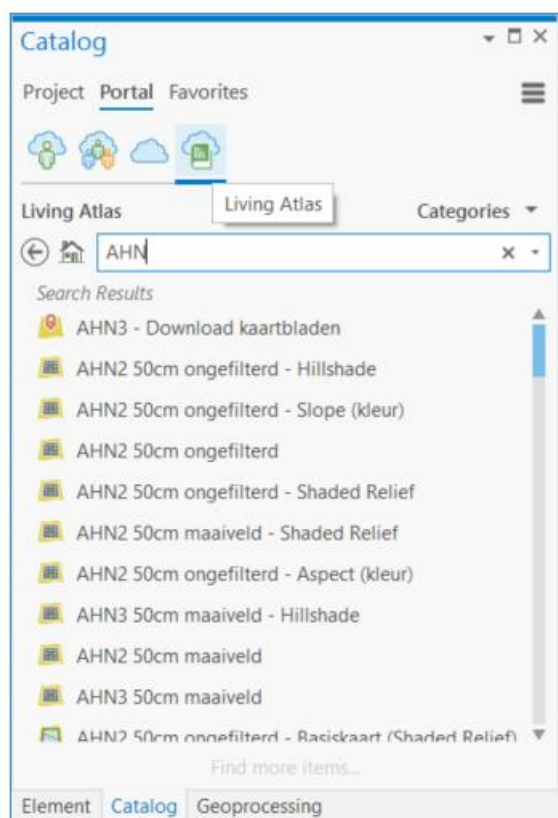 Catalog
Project Portal Favorites
Living Atlas
Living Atlas Categories
AHN
Search Results
AHN3 - Download kaartbladen
AHN2 50cm ongefilterd - Hillshade
AHN2 50cm ongefilterd - Slope (kleur)
AHN2 50cm ongefilterd
AHN2 50cm ongefilterd - Shaded Relief
AHN2 50cm maaiveld - Shaded Relief
AHN2 50cm ongefilterd - Aspect (kleur)
AHN3 50cm maaiveld - Hillshade
AHN2 50cm maaiveld
AHN3 50cm maaiveld
AHN2 50cm ongefilterd - Basiskaart (Shaded Relief)
Find more items...
Element Catalog Geoprocessing